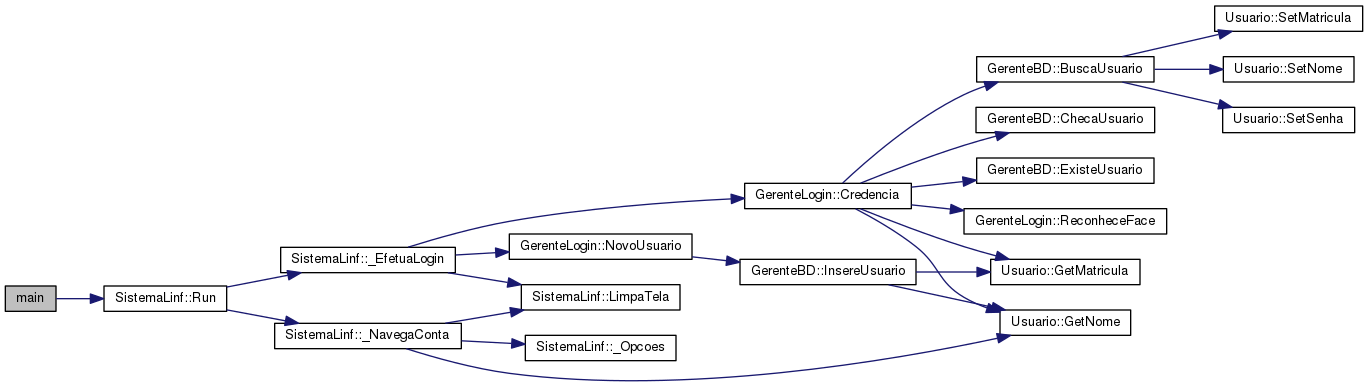 Usuario::SetMatricula
GerenteBD::BuscaUsuario
Usuario::SetNome
GerenteBD::ChecaUsuario
Usuario::SetSenha
GerenteBD::ExisteUsuario
GerenteLogin::Credencia
GerenteLogin::ReconheceFace
SistemaLinf::_EfetuaLogin
GerenteLogin::NovoUsuario
GerenteBD::InsereUsuario
Usuario::GetMatricula
main
SistemaLinf::Run
SistemaLinf::LimpaTela
Usuario::GetNome
SistemaLinf::_NavegaConta
SistemaLinf::_Opcoes